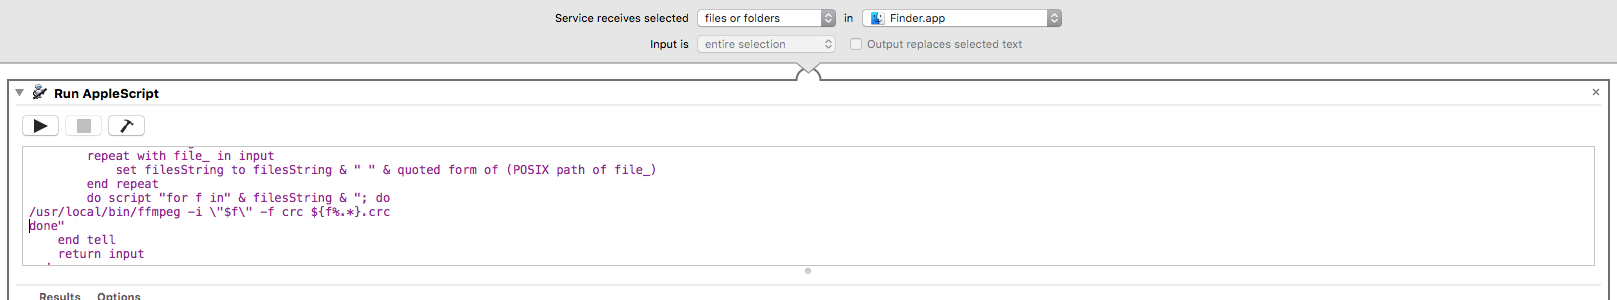 Service receives selected files or folders in Finder.app
Input is entire selection Output replaces selected text
Run AppleScript
repeat with file_ in input
set filesString to filesString & " " & quoted form of (POSIX path of file_)
end repeat
do script "for f in" & filesString & "; do
/usr/local/bin/ffmpeg -i \"$f\" -f crc ${f%.*}.crc
done"
end tell
return input
Results Options